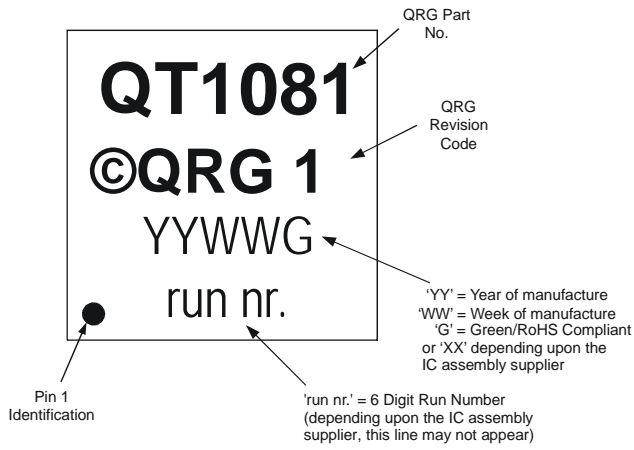 QRG Part
No.
QT1081
QRG
Revision
Code
©QRG 1
YYWWG
run nr.
'YY' = Year of manufacture
'WW' = Week of manufacture
'G' = Green/RoHS Compliant
or 'XX' depending upon the
IC assembly supplier
Pin 1
Identification
'run nr.' = 6 Digit Run Number
(depending upon the IC assembly
supplier, this line may not appear)